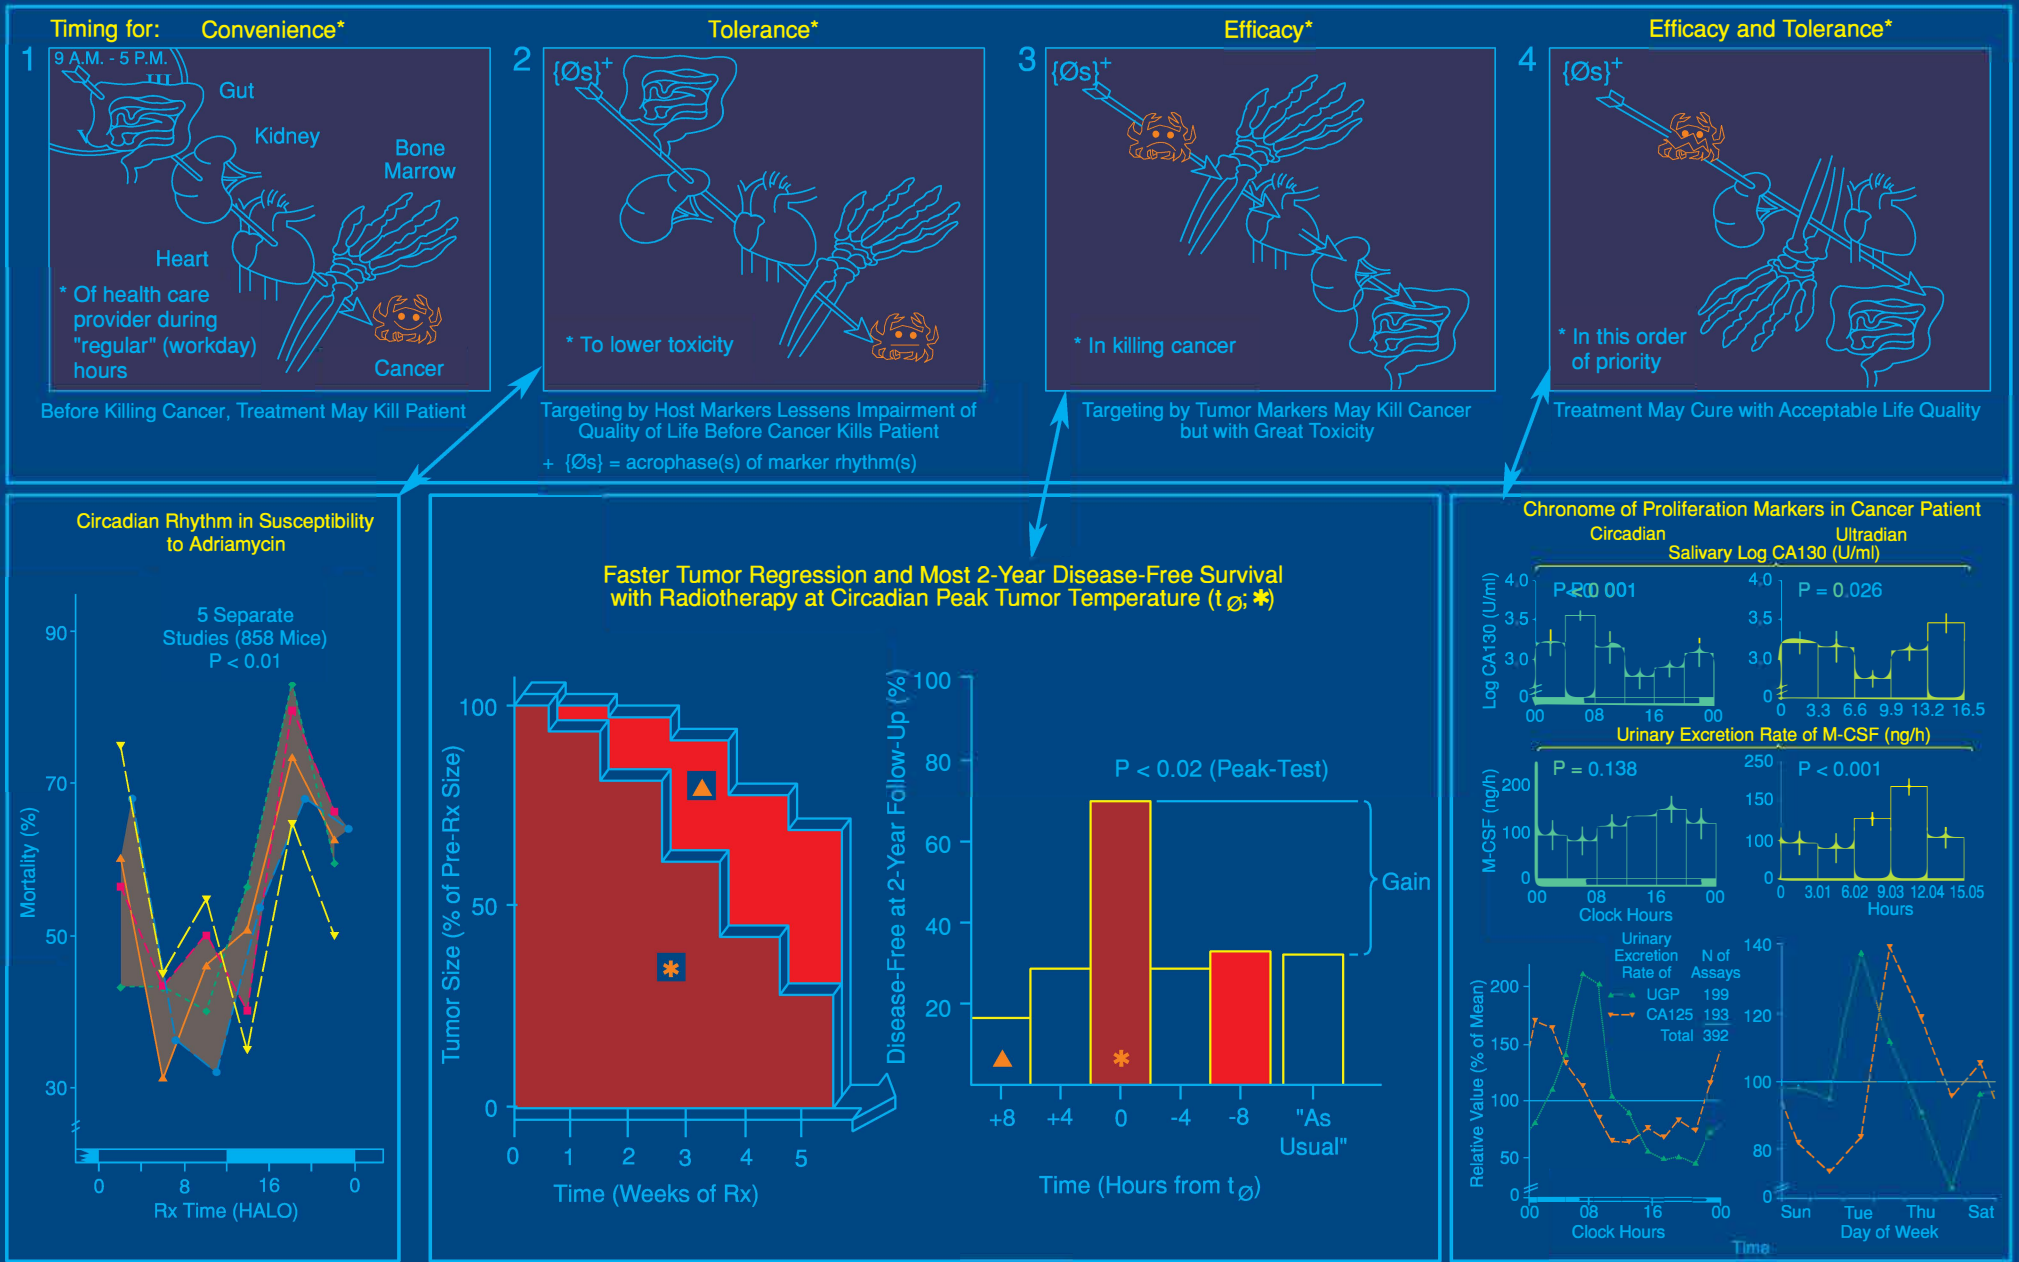 Timing for: Convenience*
Tolerance*
Efficacy*
Efficacy and Tolerance*
1
9 A.M. - 5 P.M.
III
V
Gut
Kidney
Bone
Marrow
Heart
* Of health care
provider during
"regular" (workday)
hours
Cancer
Before Killing Cancer, Treatment May Kill Patient
2
{Øs}+
* To lower toxicity
Targeting by Host Markers Lessens Impairment of
Quality of Life Before Cancer Kills Patient
+ {Øs} = acrophase(s) of marker rhythm(s)
3
{Øs}+
* In killing cancer
Targeting by Tumor Markers May Kill Cancer
but with Great Toxicity
4
{Øs}+
* In this order
of priority
Treatment May Cure with Acceptable Life Quality
Circadian Rhythm in Susceptibility
to Adriamycin
5 Separate
Studies (858 Mice)
P < 0.01
Mortality (%)
90
70
50
30
0 8 16 0
Rx Time (HALO)
Faster Tumor Regression and Most 2-Year Disease-Free Survival
with Radiotherapy at Circadian Peak Tumor Temperature (t Ø; *)
Tumor Size (% of Pre-Rx Size)
100
50
0
0 1 2 3 4 5
Time (Weeks of Rx)
*
Disease-Free at 2-Year Follow-Up (%)
100
80
60
40
20
P < 0.02 (Peak-Test)
Gain
*
+8 +4 0 -4 -8 "As
Usual"
Time (Hours from t Ø)
Chronome of Proliferation Markers in Cancer Patient
Circadian Ultradian
Salivary Log CA130 (U/ml)
Log CA130 (U/ml)
4.0
3.5
3.0
0
P < 0.001
00 08 16 00
4.0
3.5
3.0
0
P = 0.026
0 3.3 6.6 9.9 13.2 16.5
Urinary Excretion Rate of M-CSF (ng/h)
M-CSF (ng/h)
200
100
0
P = 0.138
00 08 16 00
Clock Hours
250
150
100
0
P < 0.001
0 3.01 6.02 9.03 12.04 15.05
Hours
Relative Value (% of Mean)
200
150
100
50
0
Urinary
Excretion N of
Rate of Assays
UGP 199
CA125 193
Total 392
00 08 16 00
Clock Hours
140
120
100
80
0
Sun Tue Thu Sat
Day of Week
Time